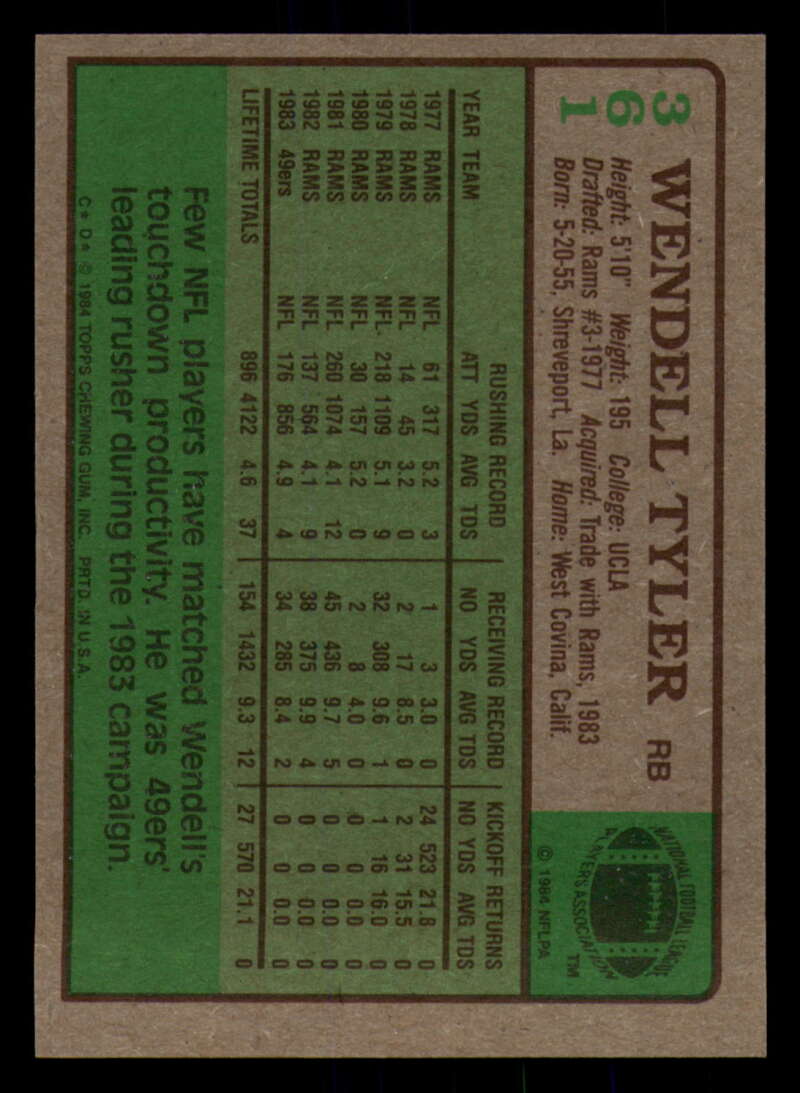 361
WENDELL TYLER RB
Height: 5'10" Weight: 195 College: UCLA
Drafted: Rams #3-1977 Acquired: Trade with Rams, 1983
Born: 5-20-55, Shreveport, La. Home: West Covina, Calif.
NATIONAL FOOTBALL LEAGUE
PLAYERS ASSOCIATION
TM
© 1984 NFLPA
RUSHING RECORD RECEIVING RECORD KICKOFF RETURNS
YEAR TEAM ATT YDS AVG TDS NO YDS AVG TDS NO YDS AVG TDS
1977 RAMS NFL 61 317 5.2 3 1 3 3.0 0 24 523 21.8 0
1978 RAMS NFL 14 45 3.2 0 2 17 8.5 0 2 31 15.5 0
1979 RAMS NFL 218 1109 5.1 9 32 308 9.6 1 1 16 16.0 0
1980 RAMS NFL 30 157 5.2 0 2 8 4.0 0 0 0 0.0 0
1981 RAMS NFL 260 1074 4.1 12 45 436 9.7 5 0 0 0.0 0
1982 RAMS NFL 137 564 4.1 9 38 375 9.9 4 0 0 0.0 0
1983 49ers NFL 176 856 4.9 4 34 285 8.4 2 0 0 0.0 0
LIFETIME TOTALS 896 4122 4.6 37 154 1432 9.3 12 27 570 21.1 0
Few NFL players have matched Wendell's
touchdown productivity. He was 49ers'
leading rusher during the 1983 campaign.
C* D* © 1984 TOPPS CHEWING GUM, INC. PRTD. IN U.S.A.